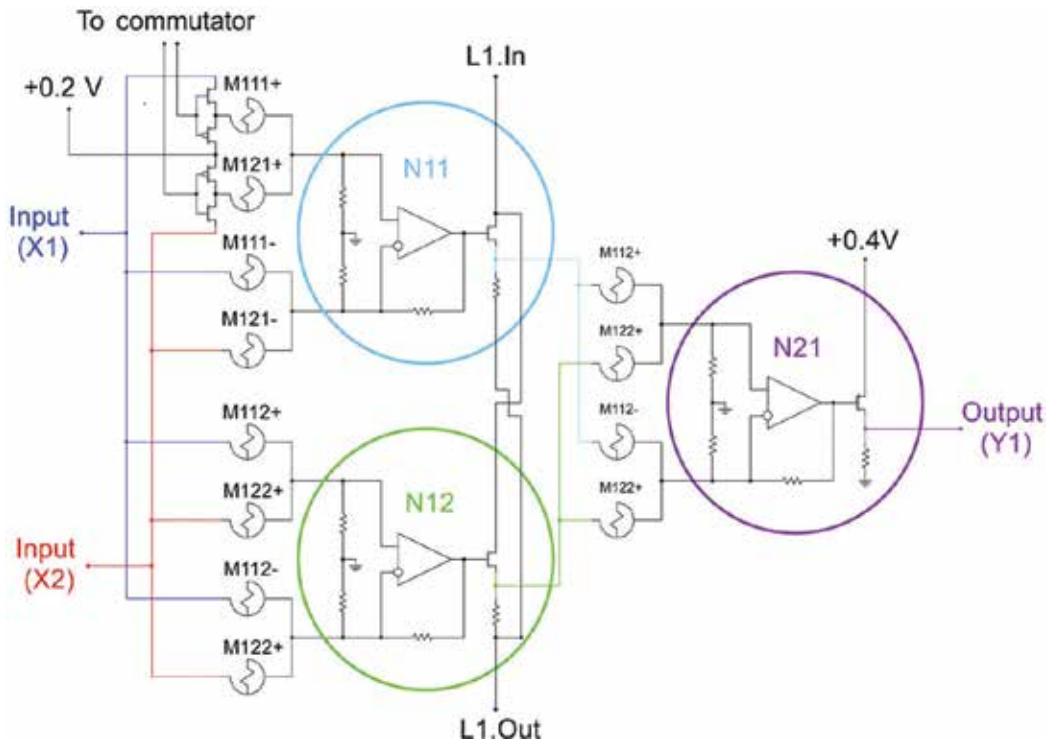 To commutator
L1.In
+0.2 V
M111+
M121+
N11
Input
(X1)
M111-
M121-
M112+
M122+
+0.4V
N21
M112+
M122+
N12
M112-
M122+
Output
(Y1)
Input
(X2)
M112-
M122+
L1.Out